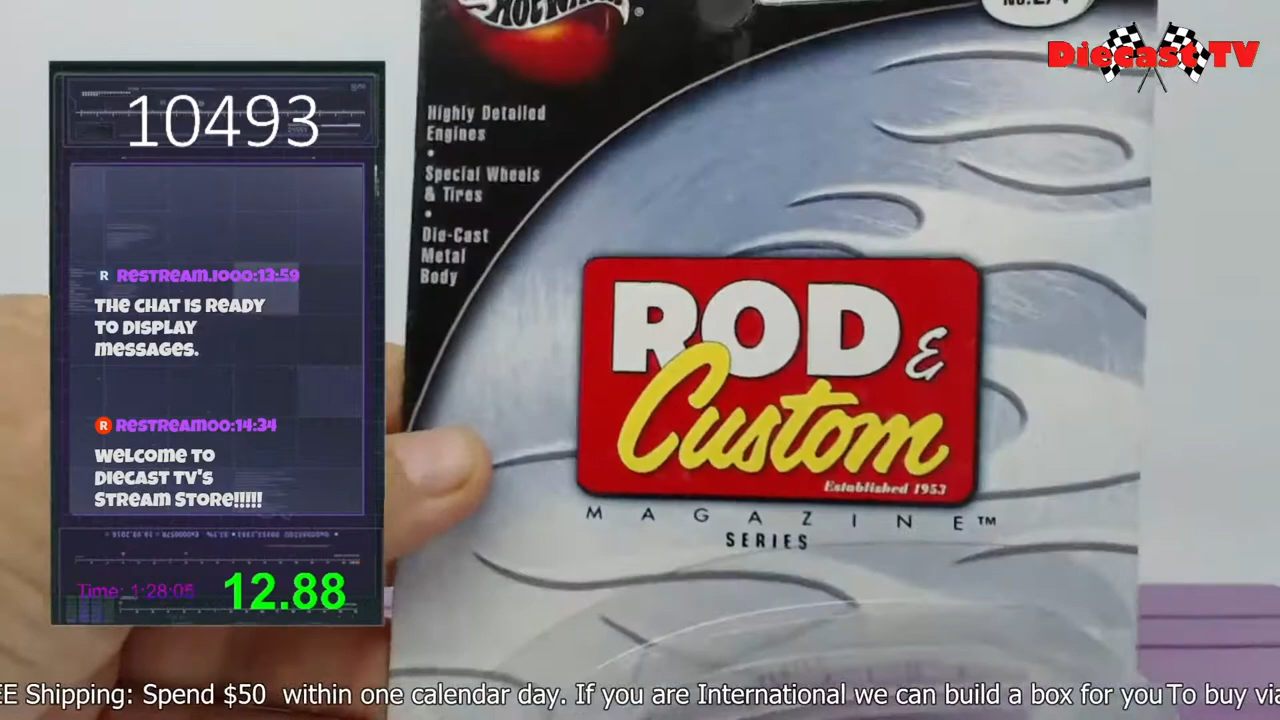 HOT WHEELS
®
Highly Detailed
Engines
•
Special Wheels
& Tires
•
Die-Cast
Metal
Body
ROD &
Custom
Established 1953
MAGAZINE™
SERIES
Diecast TV
10493
R Restream.io00:13:59
THE CHAT IS READY
TO DISPLAY
MESSAGES.
R Restream00:14:34
WELCOME TO
DIECAST TV'S
STREAM STORE!!!!!
Time: 1:28:05
12.88
EE Shipping: Spend $50 within one calendar day. If you are International we can build a box for you To buy via